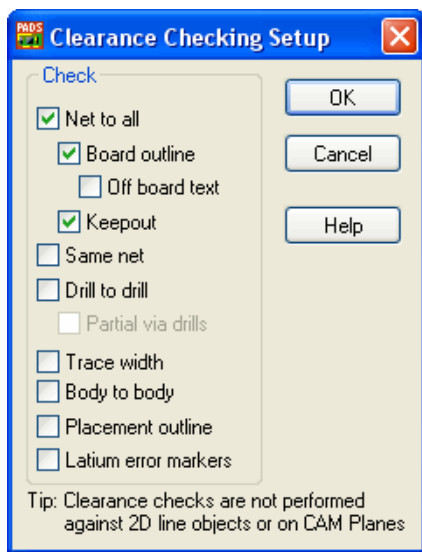 PADS
Clearance Checking Setup
Check
Net to all
Board outline
Off board text
Keepout
Same net
Drill to drill
Partial via drills
Trace width
Body to body
Placement outline
Latium error markers
OK
Cancel
Help
Tip: Clearance checks are not performed
against 2D line objects or on CAM Planes